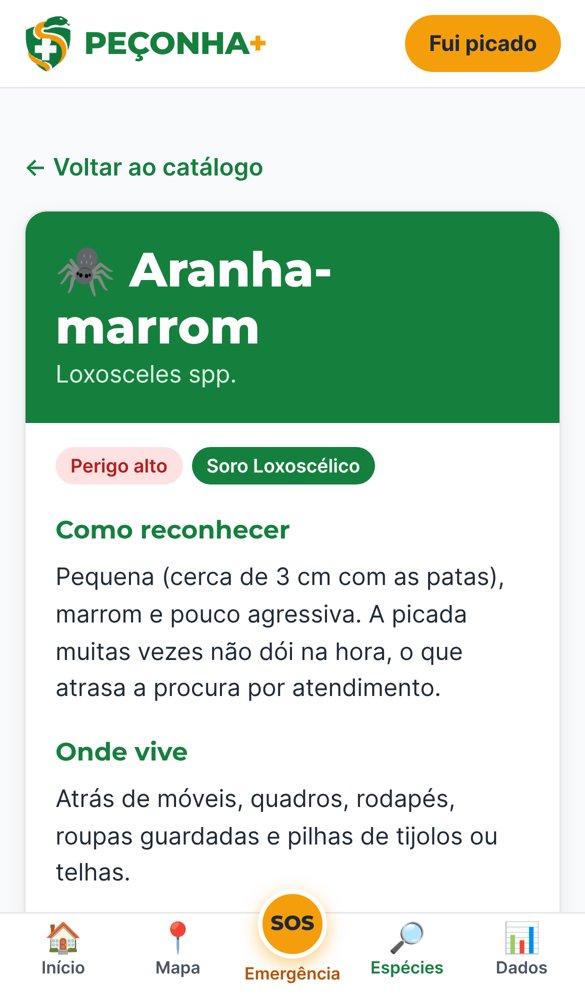 PEÇONHA+
Fui picado
← Voltar ao catálogo
Aranha-
marrom
Loxosceles spp.
Perigo alto
Soro Loxoscélico
Como reconhecer
Pequena (cerca de 3 cm com as patas),
marrom e pouco agressiva. A picada
muitas vezes não dói na hora, o que
atrasa a procura por atendimento.
Onde vive
Atrás de móveis, quadros, rodapés,
roupas guardadas e pilhas de tijolos ou
telhas.
Início
Mapa
SOS
Emergência
Espécies
Dados